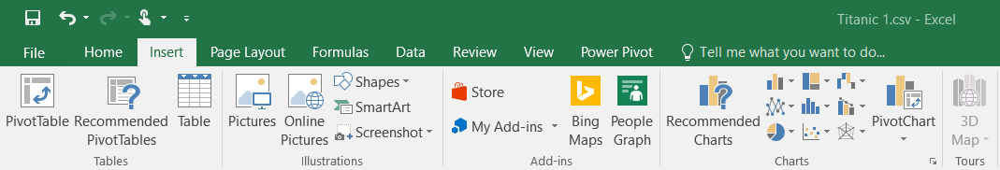 Titanic 1.csv - Excel
File Home Insert Page Layout Formulas Data Review View Power Pivot Tell me what you want to do...
PivotTable
Recommended
PivotTables
Table
Tables
Pictures
Online
Pictures
Shapes
SmartArt
Screenshot
Illustrations
Store
My Add-ins
Bing
Maps
People
Graph
Add-ins
Recommended
Charts
PivotChart
Charts
3D
Map
Tours